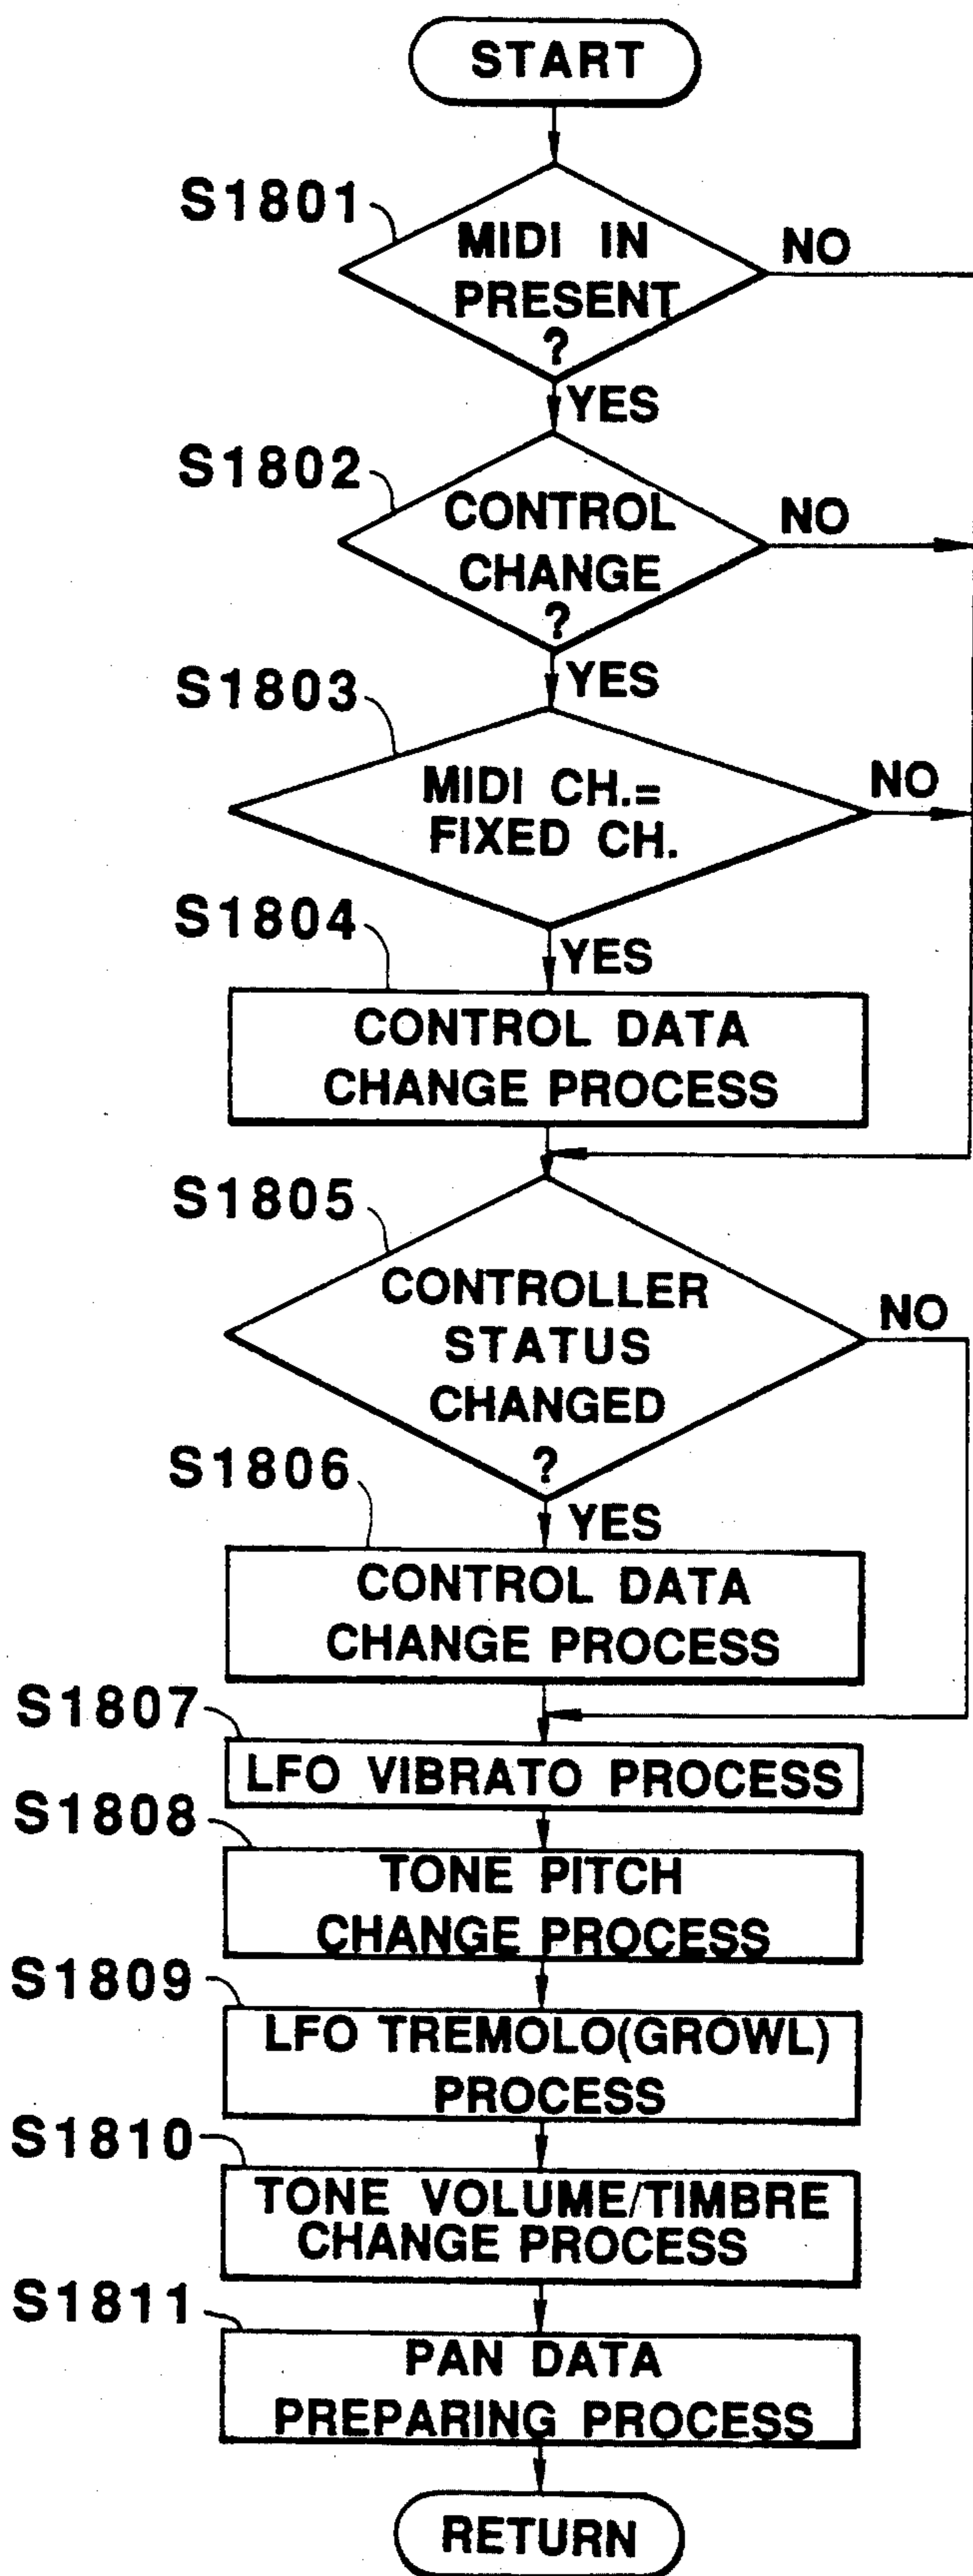 START
S1801
MIDI IN
PRESENT
?
NO
YES
S1802
CONTROL
CHANGE
?
NO
YES
S1803
MIDI CH.=
FIXED CH.
NO
S1804
YES
CONTROL DATA
CHANGE PROCESS
S1805
CONTROLLER
STATUS
CHANGED
?
NO
S1806
YES
CONTROL DATA
CHANGE PROCESS
S1807
LFO VIBRATO PROCESS
S1808
TONE PITCH
CHANGE PROCESS
S1809
LFO TREMOLO(GROWL)
PROCESS
S1810
TONE VOLUME/TIMBRE
CHANGE PROCESS
S1811
PAN DATA
PREPARING PROCESS
RETURN